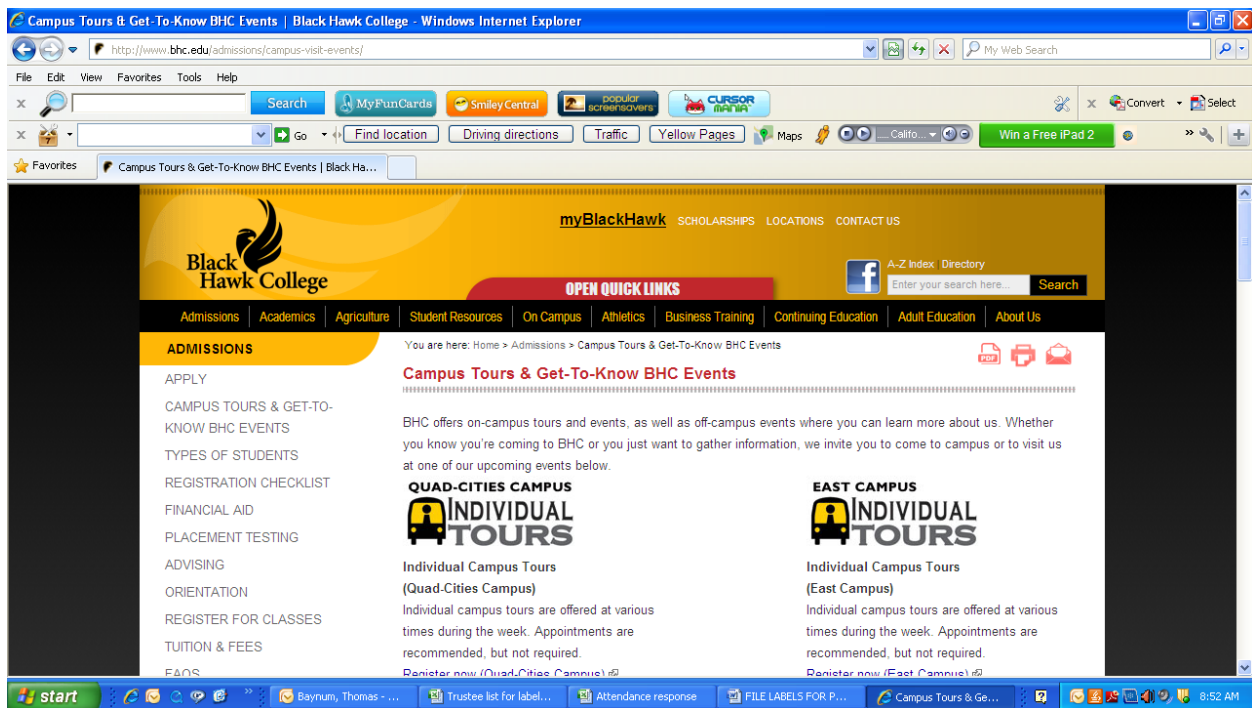 Campus Tours & Get-To-Know BHC Events | Black Hawk College - Windows Internet Explorer
http://www.bhc.edu/admissions/campus-visit-events/
My Web Search
File Edit View Favorites Tools Help
x Search MyFunCards Smiley Central popular screensavers CURSOR MANIA x Convert Select
x Go Find location Driving directions Traffic Yellow Pages Maps Califo... Win a Free iPad 2 »
Favorites Campus Tours & Get-To-Know BHC Events | Black Ha...
Black
Hawk College
myBlackHawk SCHOLARSHIPS LOCATIONS CONTACT US
A-Z Index | Directory
OPEN QUICK LINKS
f
Enter your search here... Search
Admissions Academics Agriculture Student Resources On Campus Athletics Business Training Continuing Education Adult Education About Us
ADMISSIONS
APPLY
CAMPUS TOURS & GET-TO-
KNOW BHC EVENTS
TYPES OF STUDENTS
REGISTRATION CHECKLIST
FINANCIAL AID
PLACEMENT TESTING
ADVISING
ORIENTATION
REGISTER FOR CLASSES
TUITION & FEES
FAQS
You are here: Home > Admissions > Campus Tours & Get-To-Know BHC Events
PDF
Campus Tours & Get-To-Know BHC Events
BHC offers on-campus tours and events, as well as off-campus events where you can learn more about us. Whether
you know you're coming to BHC or you just want to gather information, we invite you to come to campus or to visit us
at one of our upcoming events below.
QUAD-CITIES CAMPUS
INDIVIDUAL
TOURS
Individual Campus Tours
(Quad-Cities Campus)
Individual campus tours are offered at various
times during the week. Appointments are
recommended, but not required.
Register now (Quad-Cities Campus)
EAST CAMPUS
INDIVIDUAL
TOURS
Individual Campus Tours
(East Campus)
Individual campus tours are offered at various
times during the week. Appointments are
recommended, but not required.
Register now (East Campus)
start » Baynum, Thomas - ... Trustee list for label... Attendance response FILE LABELS FOR P... Campus Tours & Ge... 8:52 AM